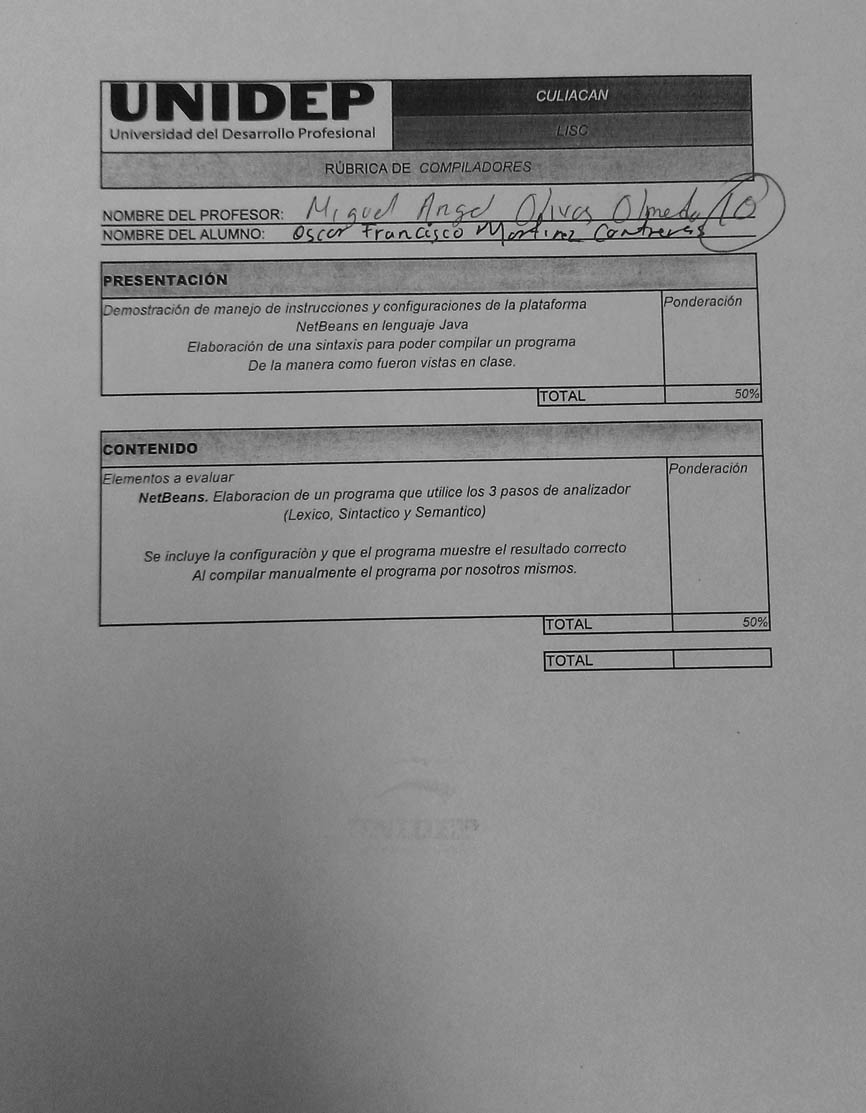 UNIDEP
Universidad del Desarrollo Profesional
CULIACAN
LISC
RÚBRICA DE COMPILADORES
NOMBRE DEL PROFESOR: Miguel Angel Olivas Olmeda 10
NOMBRE DEL ALUMNO: Oscar Francisco Martinez Contreras
PRESENTACIÓN
Demostración de manejo de instrucciones y configuraciones de la plataforma
NetBeans en lenguaje Java
Elaboración de una sintaxis para poder compilar un programa
De la manera como fueron vistas en clase.
Ponderación
TOTAL 50%
CONTENIDO
Elementos a evaluar
NetBeans. Elaboracion de un programa que utilice los 3 pasos de analizador
(Lexico, Sintactico y Semantico)
Se incluye la configuraciòn y que el programa muestre el resultado correcto
Al compilar manualmente el programa por nosotros mismos.
Ponderación
TOTAL 50%
TOTAL
UNIDEP